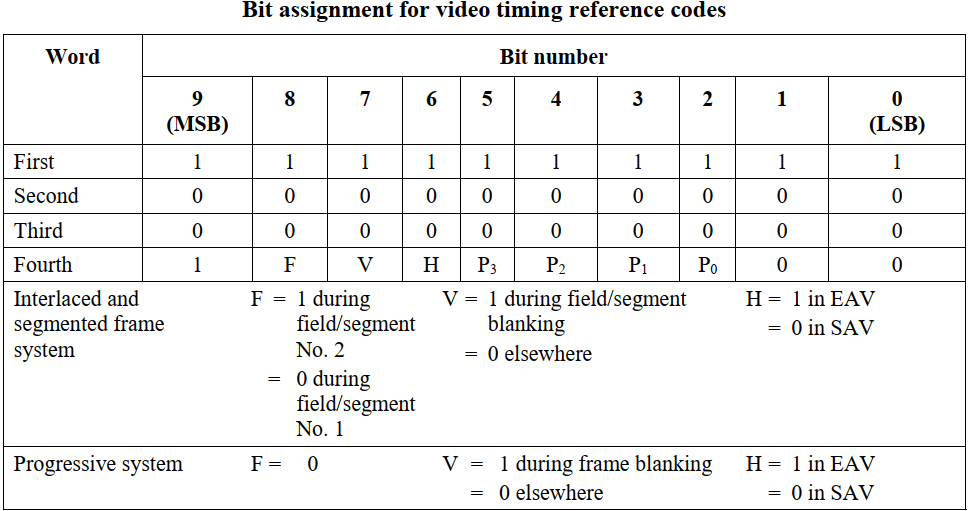 Bit assignment for video timing reference codes
Word Bit number
9 (MSB) 8 7 6 5 4 3 2 1 0 (LSB)
First 1 1 1 1 1 1 1 1 1 1
Second 0 0 0 0 0 0 0 0 0 0
Third 0 0 0 0 0 0 0 0 0 0
Fourth 1 F V H P₃ P₂ P₁ P₀ 0 0
Interlaced and F = 1 during V = 1 during field/segment H = 1 in EAV
segmented frame field/segment blanking = 0 in SAV
system No. 2 = 0 elsewhere
= 0 during
field/segment
No. 1
Progressive system F = 0 V = 1 during frame blanking H = 1 in EAV
= 0 elsewhere = 0 in SAV